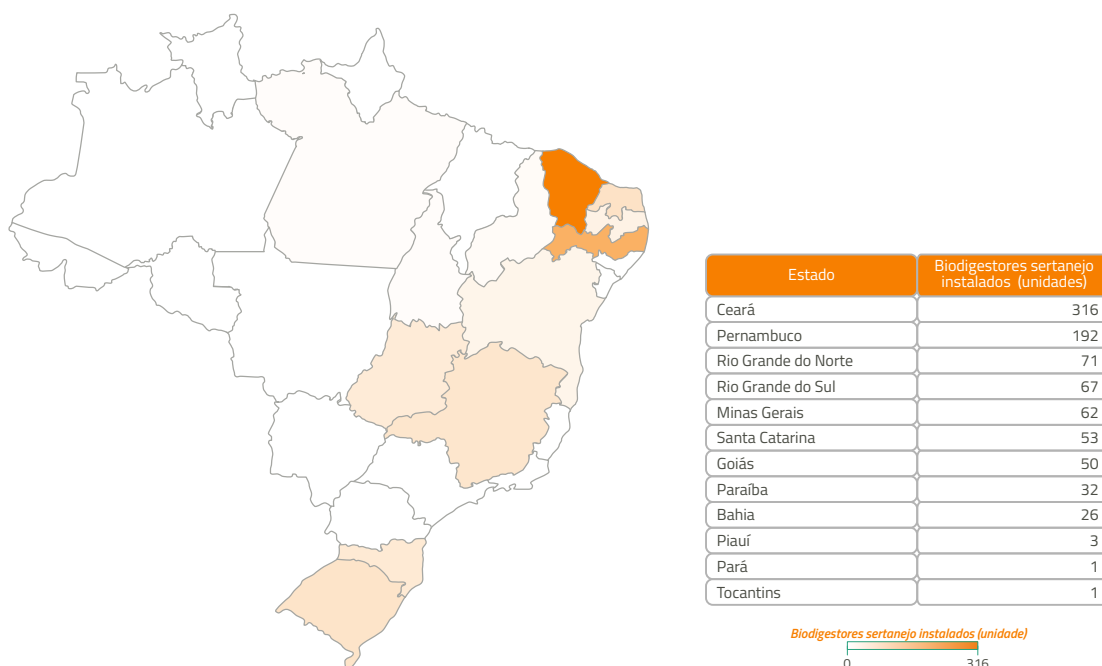 Estado
Biodigestores sertanejo
instalados (unidades)
Ceará 316
Pernambuco 192
Rio Grande do Norte 71
Rio Grande do Sul 67
Minas Gerais 62
Santa Catarina 53
Goiás 50
Paraíba 32
Bahia 26
Piauí 3
Pará 1
Tocantins 1
Biodigestores sertanejo instalados (unidade)
0 316